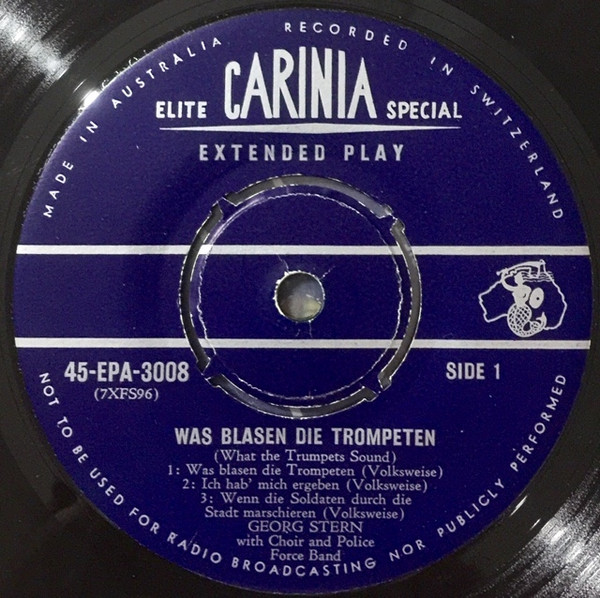 MADE IN AUSTRALIA
RECORDED IN SWITZERLAND
ELITE CARINIA SPECIAL
EXTENDED PLAY
45-EPA-3008
(7XFS96)
SIDE 1
WAS BLASEN DIE TROMPETEN
(What the Trumpets Sound)
1: Was blasen die Trompeten (Volksweise)
2: Ich hab' mich ergeben (Volksweise)
3: Wenn die Soldaten durch die
Stadt marschieren (Volksweise)
GEORG STERN
with Choir and Police
Force Band
NOT TO BE USED FOR RADIO BROADCASTING NOR PUBLICLY PERFORMED